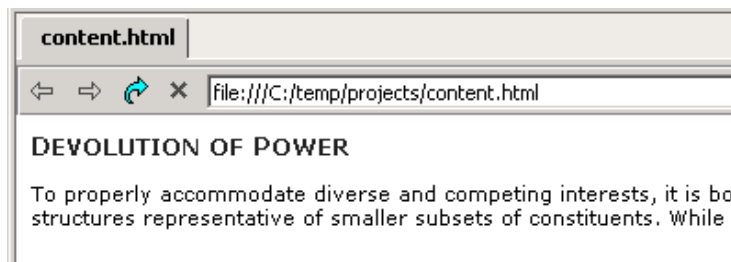 content.html
file:///C:/temp/projects/content.html
DEVOLUTION OF POWER
To properly accommodate diverse and competing interests, it is
structures representative of smaller subsets of constituents. While